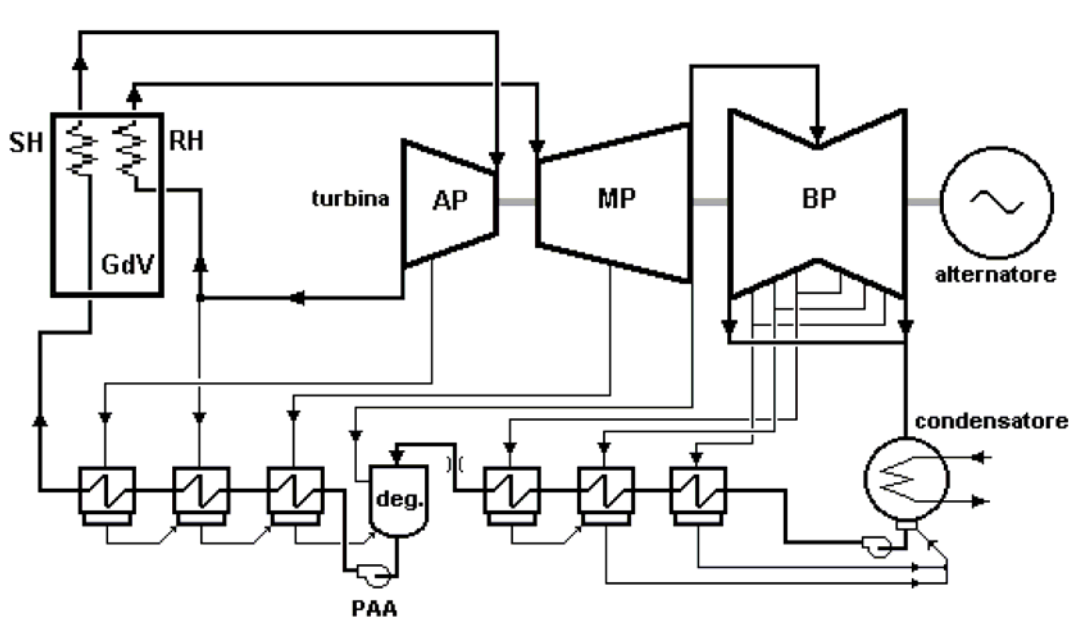 SH
RH
GdV
turbina
AP
MP
BP
alternatore
condensatore
deg.
PAA